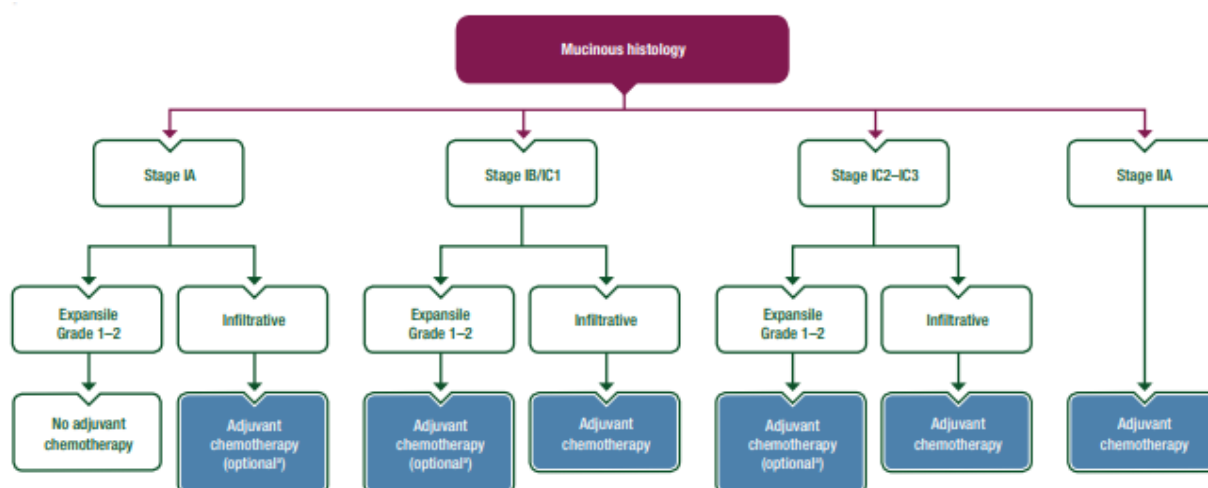 Mucinous histology
Stage IA
Stage IB/IC1
Stage IC2–IC3
Stage IIA
Expansile
Grade 1–2
Infiltrative
Expansile
Grade 1–2
Infiltrative
Expansile
Grade 1–2
Infiltrative
No adjuvant
chemotherapy
Adjuvant
chemotherapy
(optionalª)
Adjuvant
chemotherapy
(optionalª)
Adjuvant
chemotherapy
Adjuvant
chemotherapy
(optionalª)
Adjuvant
chemotherapy
Adjuvant
chemotherapy